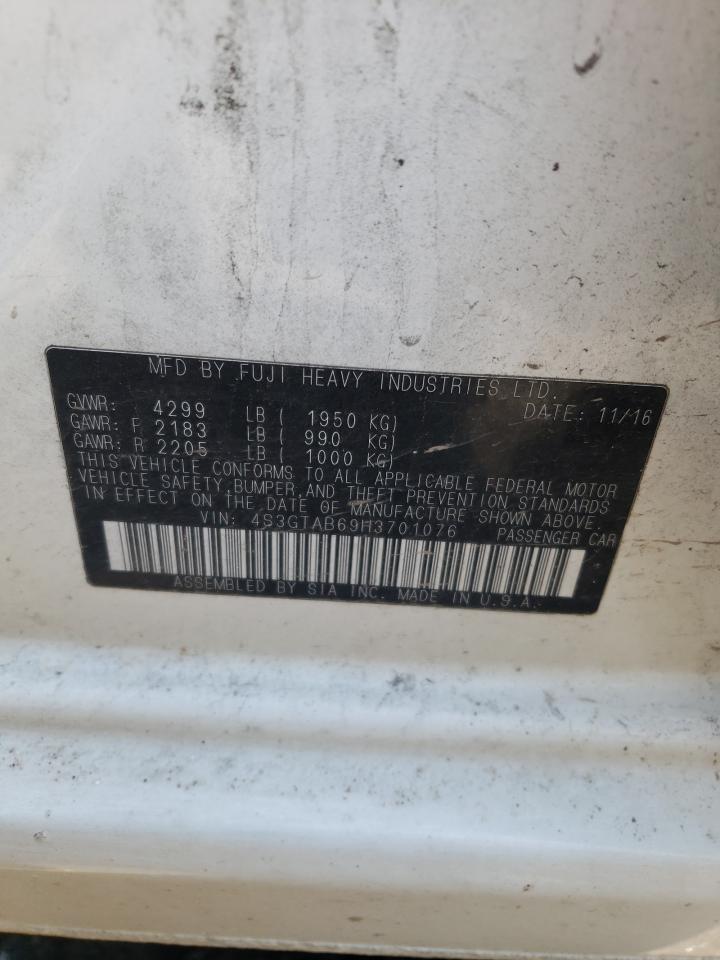 MFD BY FUJI HEAVY INDUSTRIES LTD.
GVWR: 4299 LB ( 1950 KG) DATE: 11/16
GAWR: F 2183 LB ( 990 KG)
GAWR: R 2205 LB ( 1000 KG)
THIS VEHICLE CONFORMS TO ALL APPLICABLE FEDERAL MOTOR
VEHICLE SAFETY,BUMPER,AND THEFT PREVENTION STANDARDS
IN EFFECT ON THE DATE OF MANUFACTURE SHOWN ABOVE.
VIN: 4S3GTAB69H3701076 PASSENGER CAR
ASSEMBLED BY SIA INC. MADE IN U.S.A.